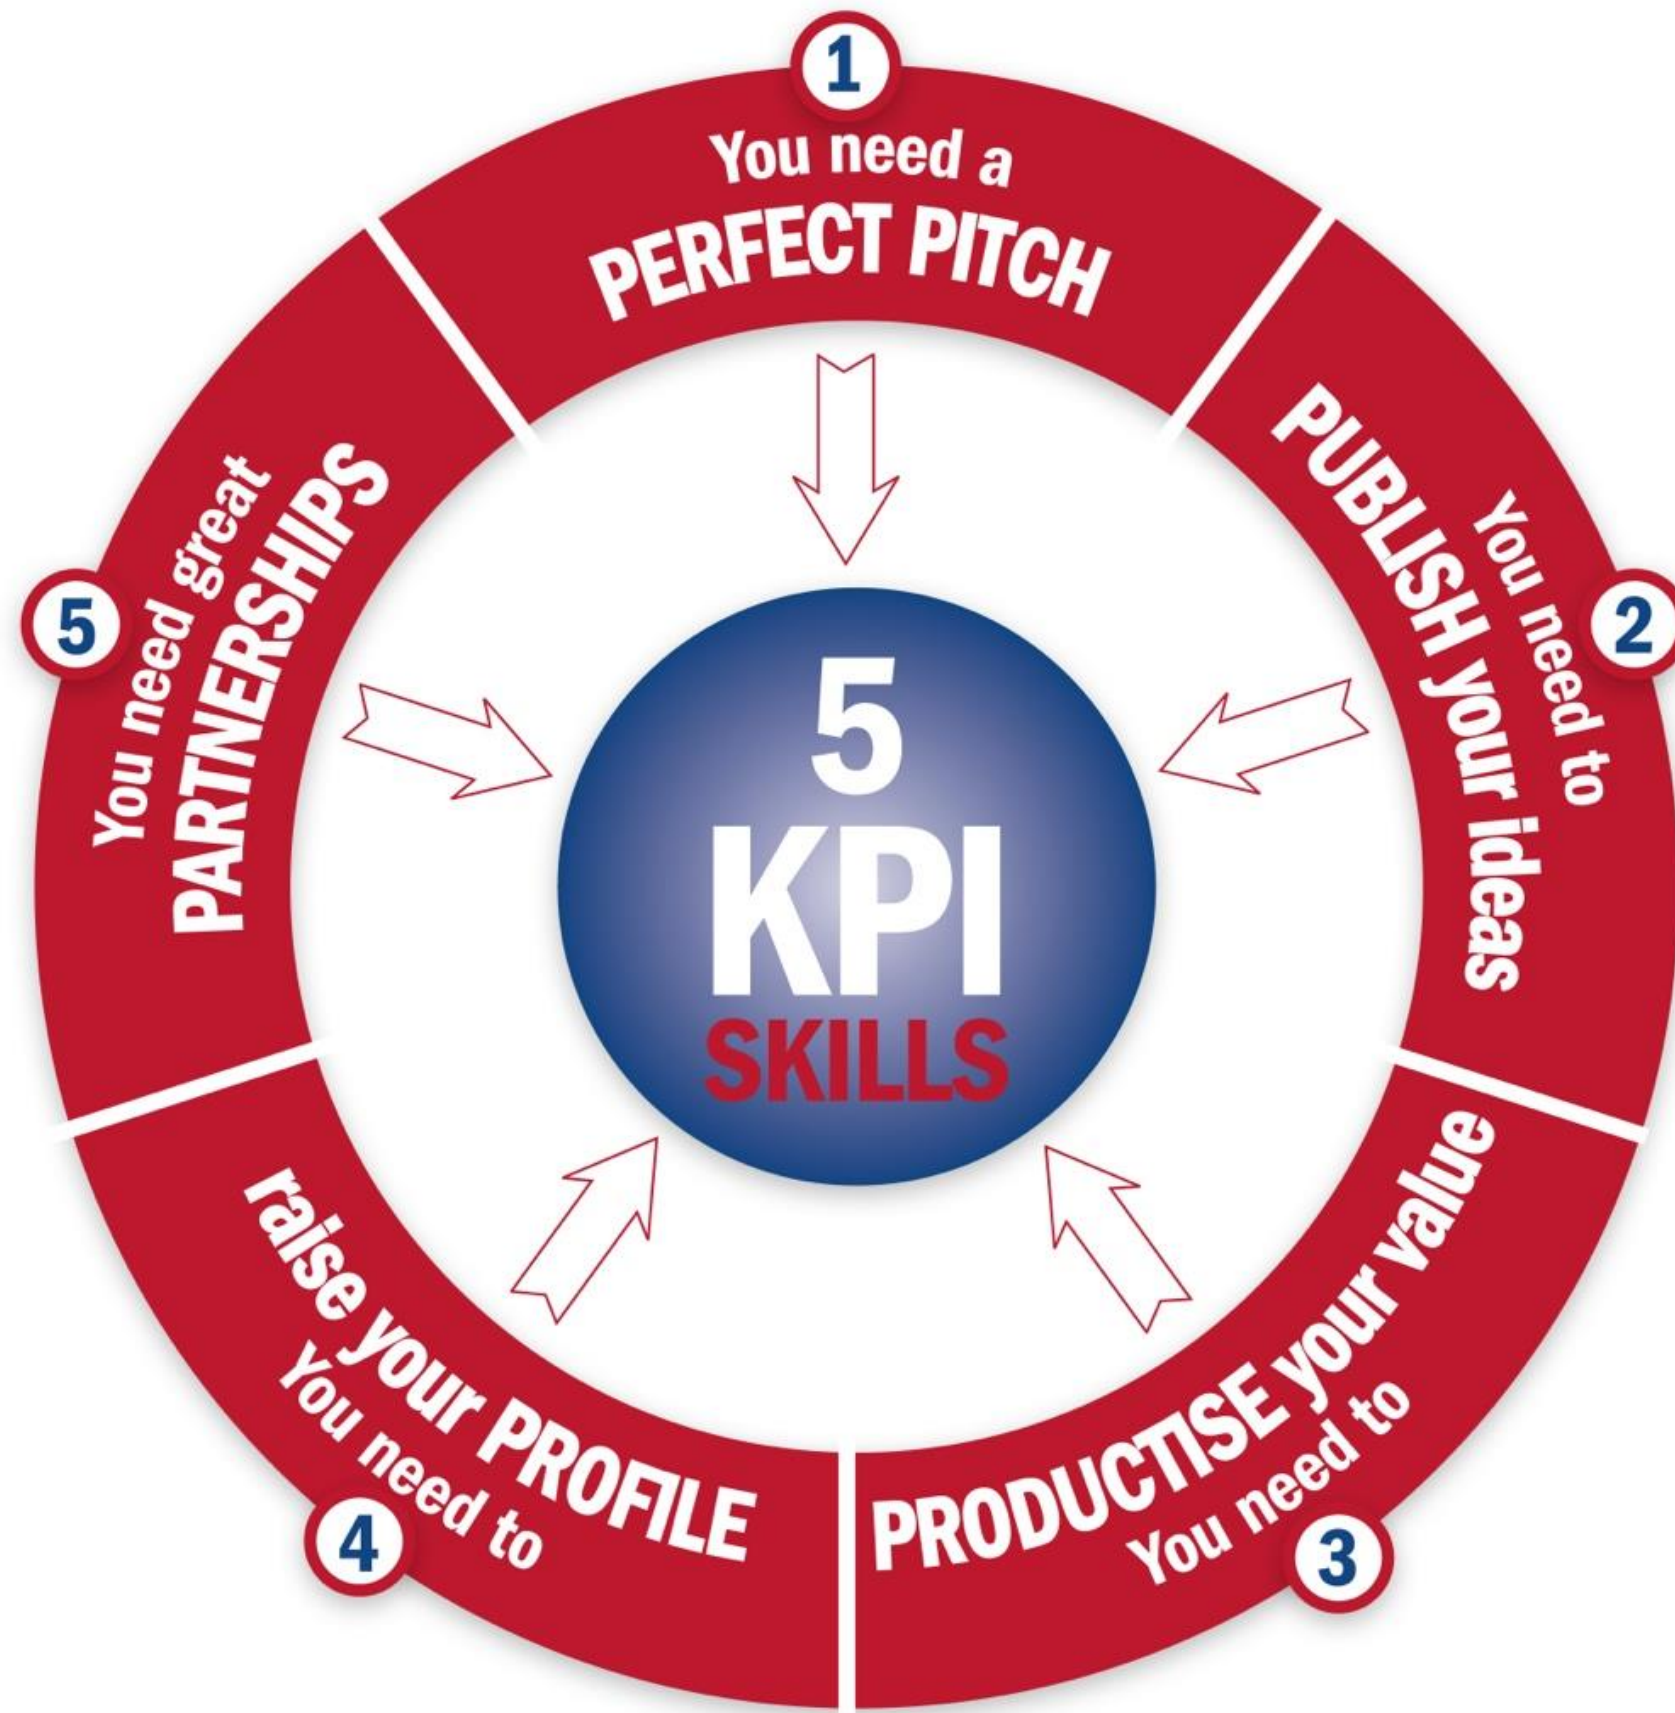 1
You need a
PERFECT PITCH
2
You need to
PUBLISH your ideas
3
You need to
PRODUCTISE your value
4
You need to
raise your PROFILE
5
You need great
PARTNERSHIPS
5
KPI
SKILLS